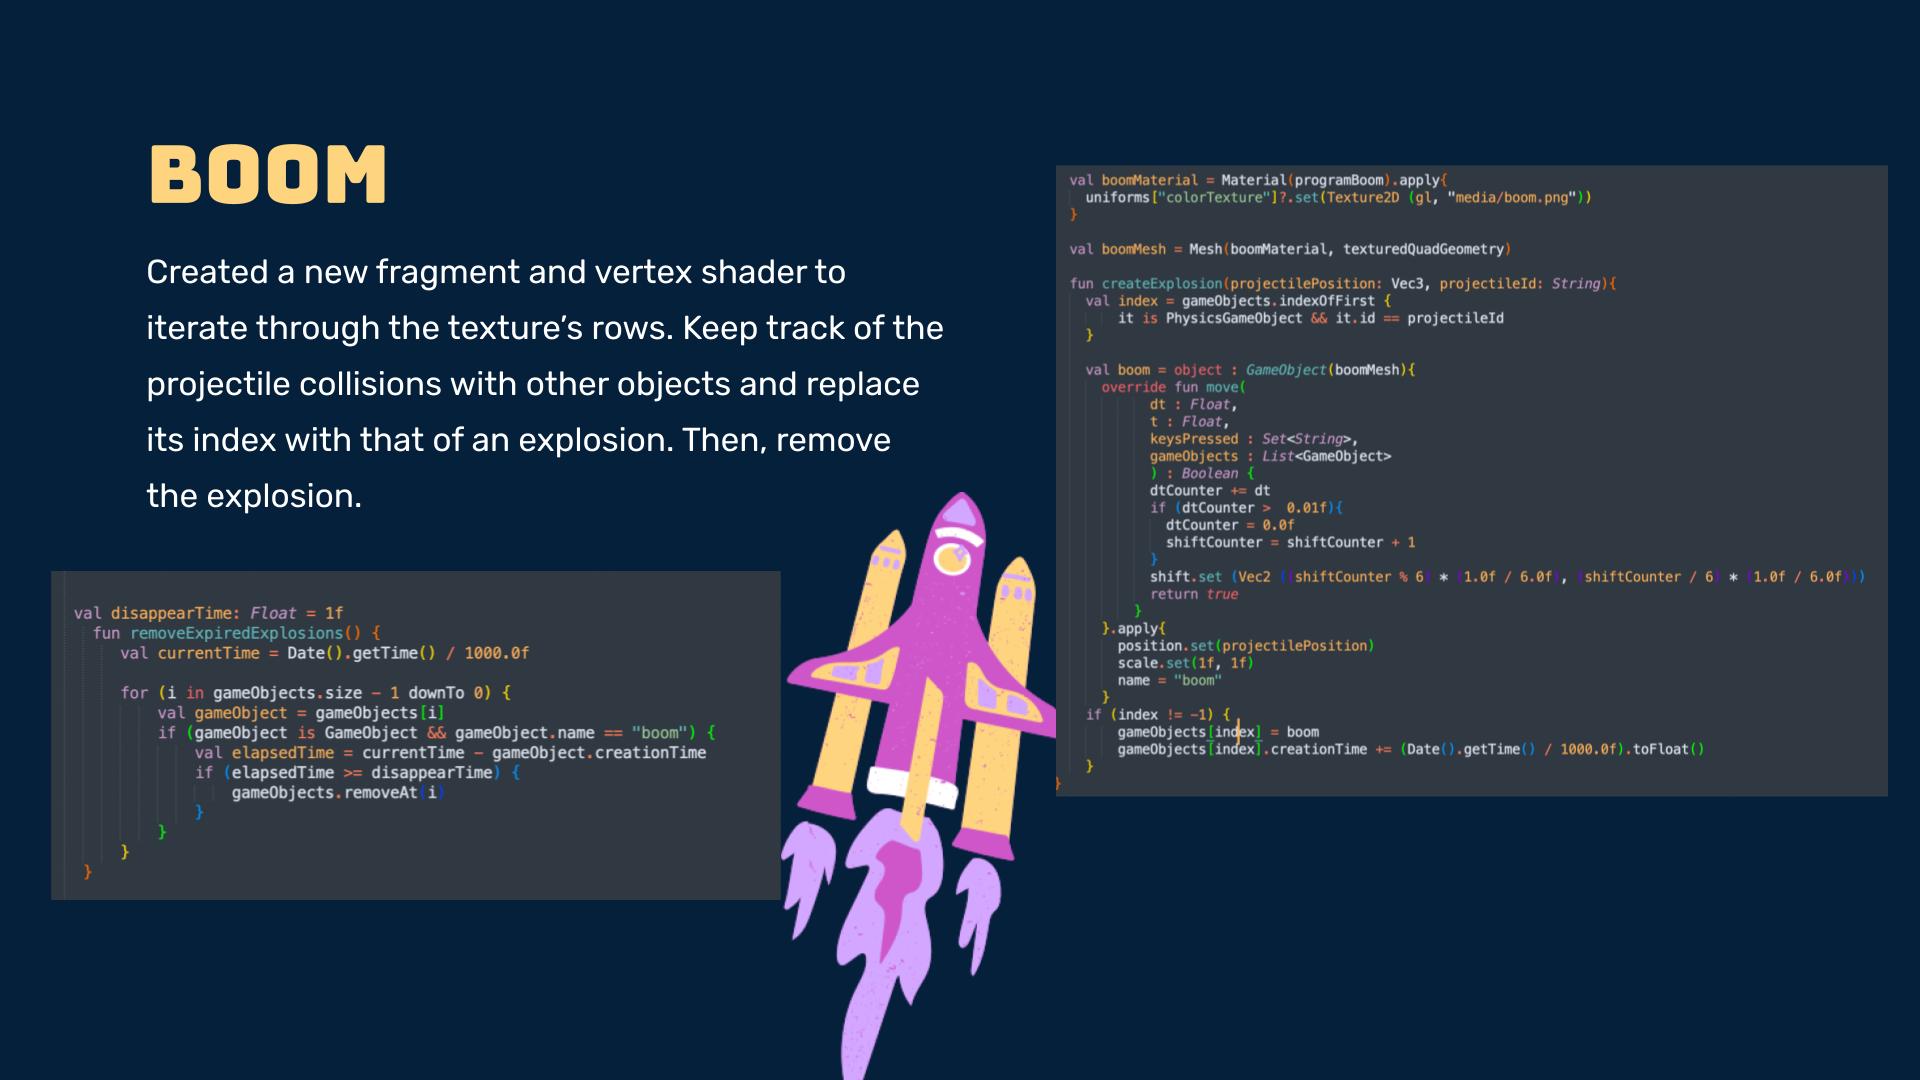 BOOM
Created a new fragment and vertex shader to
iterate through the texture’s rows. Keep track of the
projectile collisions with other objects and replace
its index with that of an explosion. Then, remove
the explosion.
val disappearTime: Float = 1f
fun removeExpiredExplosions() {
val currentTime = Date().getTime() / 1000.0f
for (i in gameObjects.size - 1 downTo 0) {
val gameObject = gameObjects[i]
if (gameObject is GameObject && gameObject.name == "boom") {
val elapsedTime = currentTime - gameObject.creationTime
if (elapsedTime >= disappearTime) {
gameObjects.removeAt(i)
}
}
}
}
val boomMaterial = Material(programBoom).apply{
uniforms["colorTexture"]?.set(Texture2D (gl, "media/boom.png"))
}
val boomMesh = Mesh(boomMaterial, texturedQuadGeometry)
fun createExplosion(projectilePosition: Vec3, projectileId: String){
val index = gameObjects.indexOfFirst {
it is PhysicsGameObject && it.id == projectileId
}
val boom = object : GameObject(boomMesh){
override fun move(
dt : Float,
t : Float,
keysPressed : Set<String>,
gameObjects : List<GameObject>
) : Boolean {
dtCounter += dt
if (dtCounter >  0.01f){
dtCounter = 0.0f
shiftCounter = shiftCounter + 1
}
shift.set (Vec2 ((shiftCounter % 6) * (1.0f / 6.0f), (shiftCounter / 6) * (1.0f / 6.0f)))
return true
}
}.apply{
position.set(projectilePosition)
scale.set(1f, 1f)
name = "boom"
}
if (index != -1) {
gameObjects[index] = boom
gameObjects[index].creationTime += (Date().getTime() / 1000.0f).toFloat()
}
}